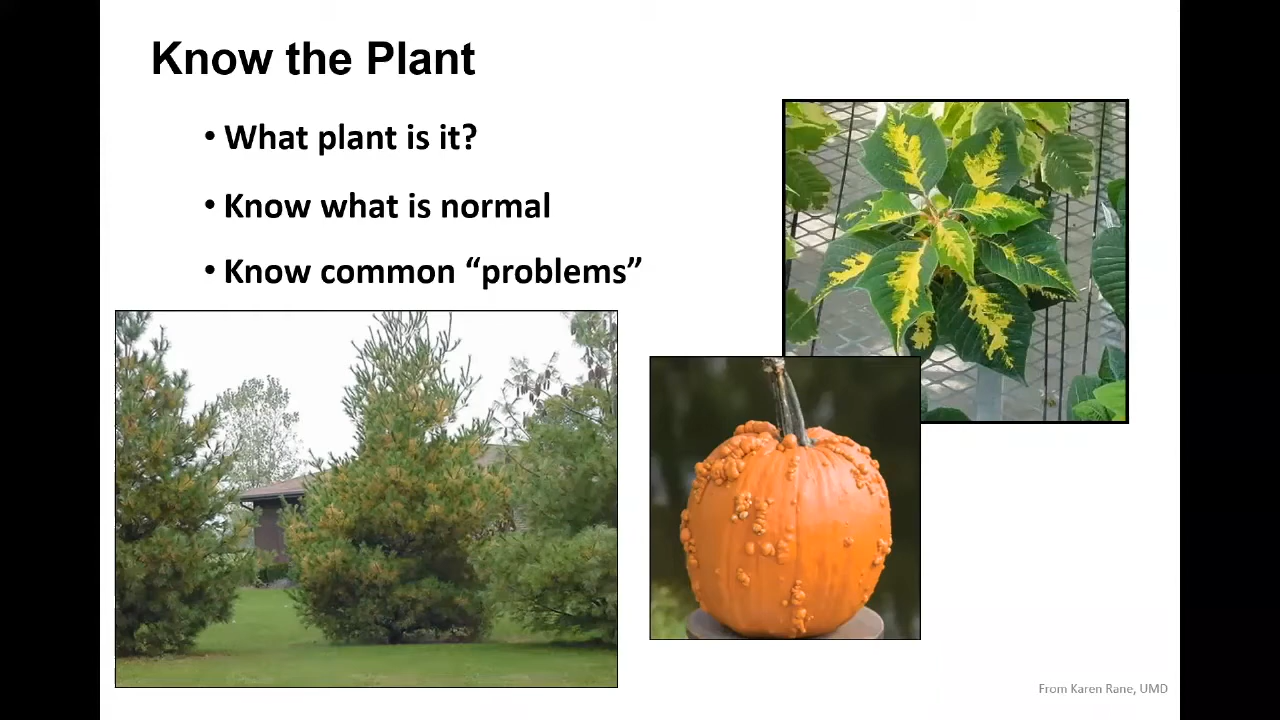 Know the Plant
• What plant is it?
• Know what is normal
• Know common “problems”
From Karen Rane, UMD